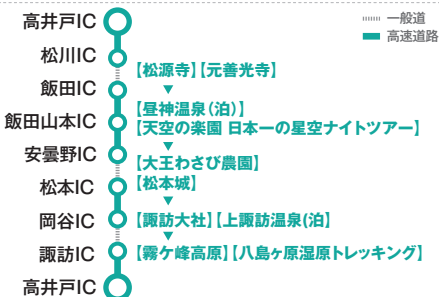 高井戸IC
一般道
高速道路
松川IC
【松源寺】【元善光寺】
飯田IC
▼
飯田山本IC
【昼神温泉(泊)】
【天空の楽園 日本一の星空ナイトツアー】
▼
安曇野IC
【大王わさび農園】
▼
松本IC
【松本城】
▼
岡谷IC
【諏訪大社】【上諏訪温泉(泊】
▼
諏訪IC
【霧ケ峰高原】【八島ヶ原湿原トレッキング】
高井戸IC